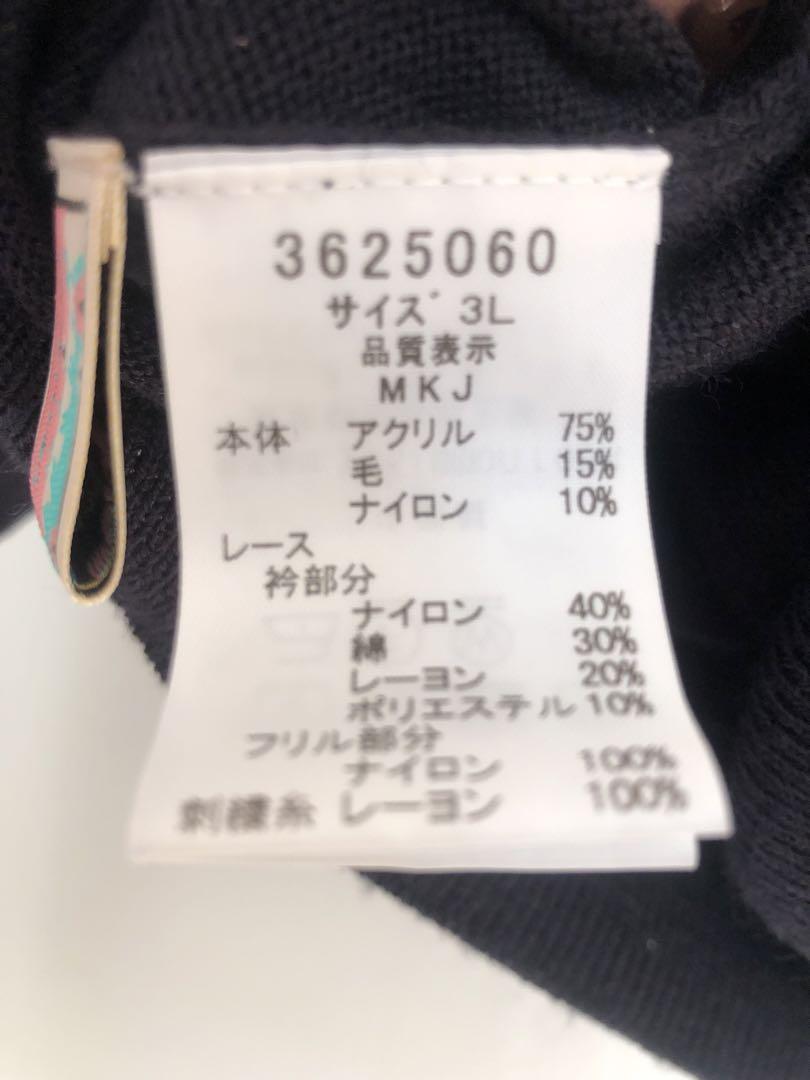 3625060
サイズ 3L
品質表示
MKJ
本体 アクリル 75%
毛 15%
ナイロン 10%
レース
衿部分
ナイロン 40%
綿 30%
レーヨン 20%
ポリエステル 10%
フリル部分
ナイロン 100%
刺繍糸 レーヨン 100%